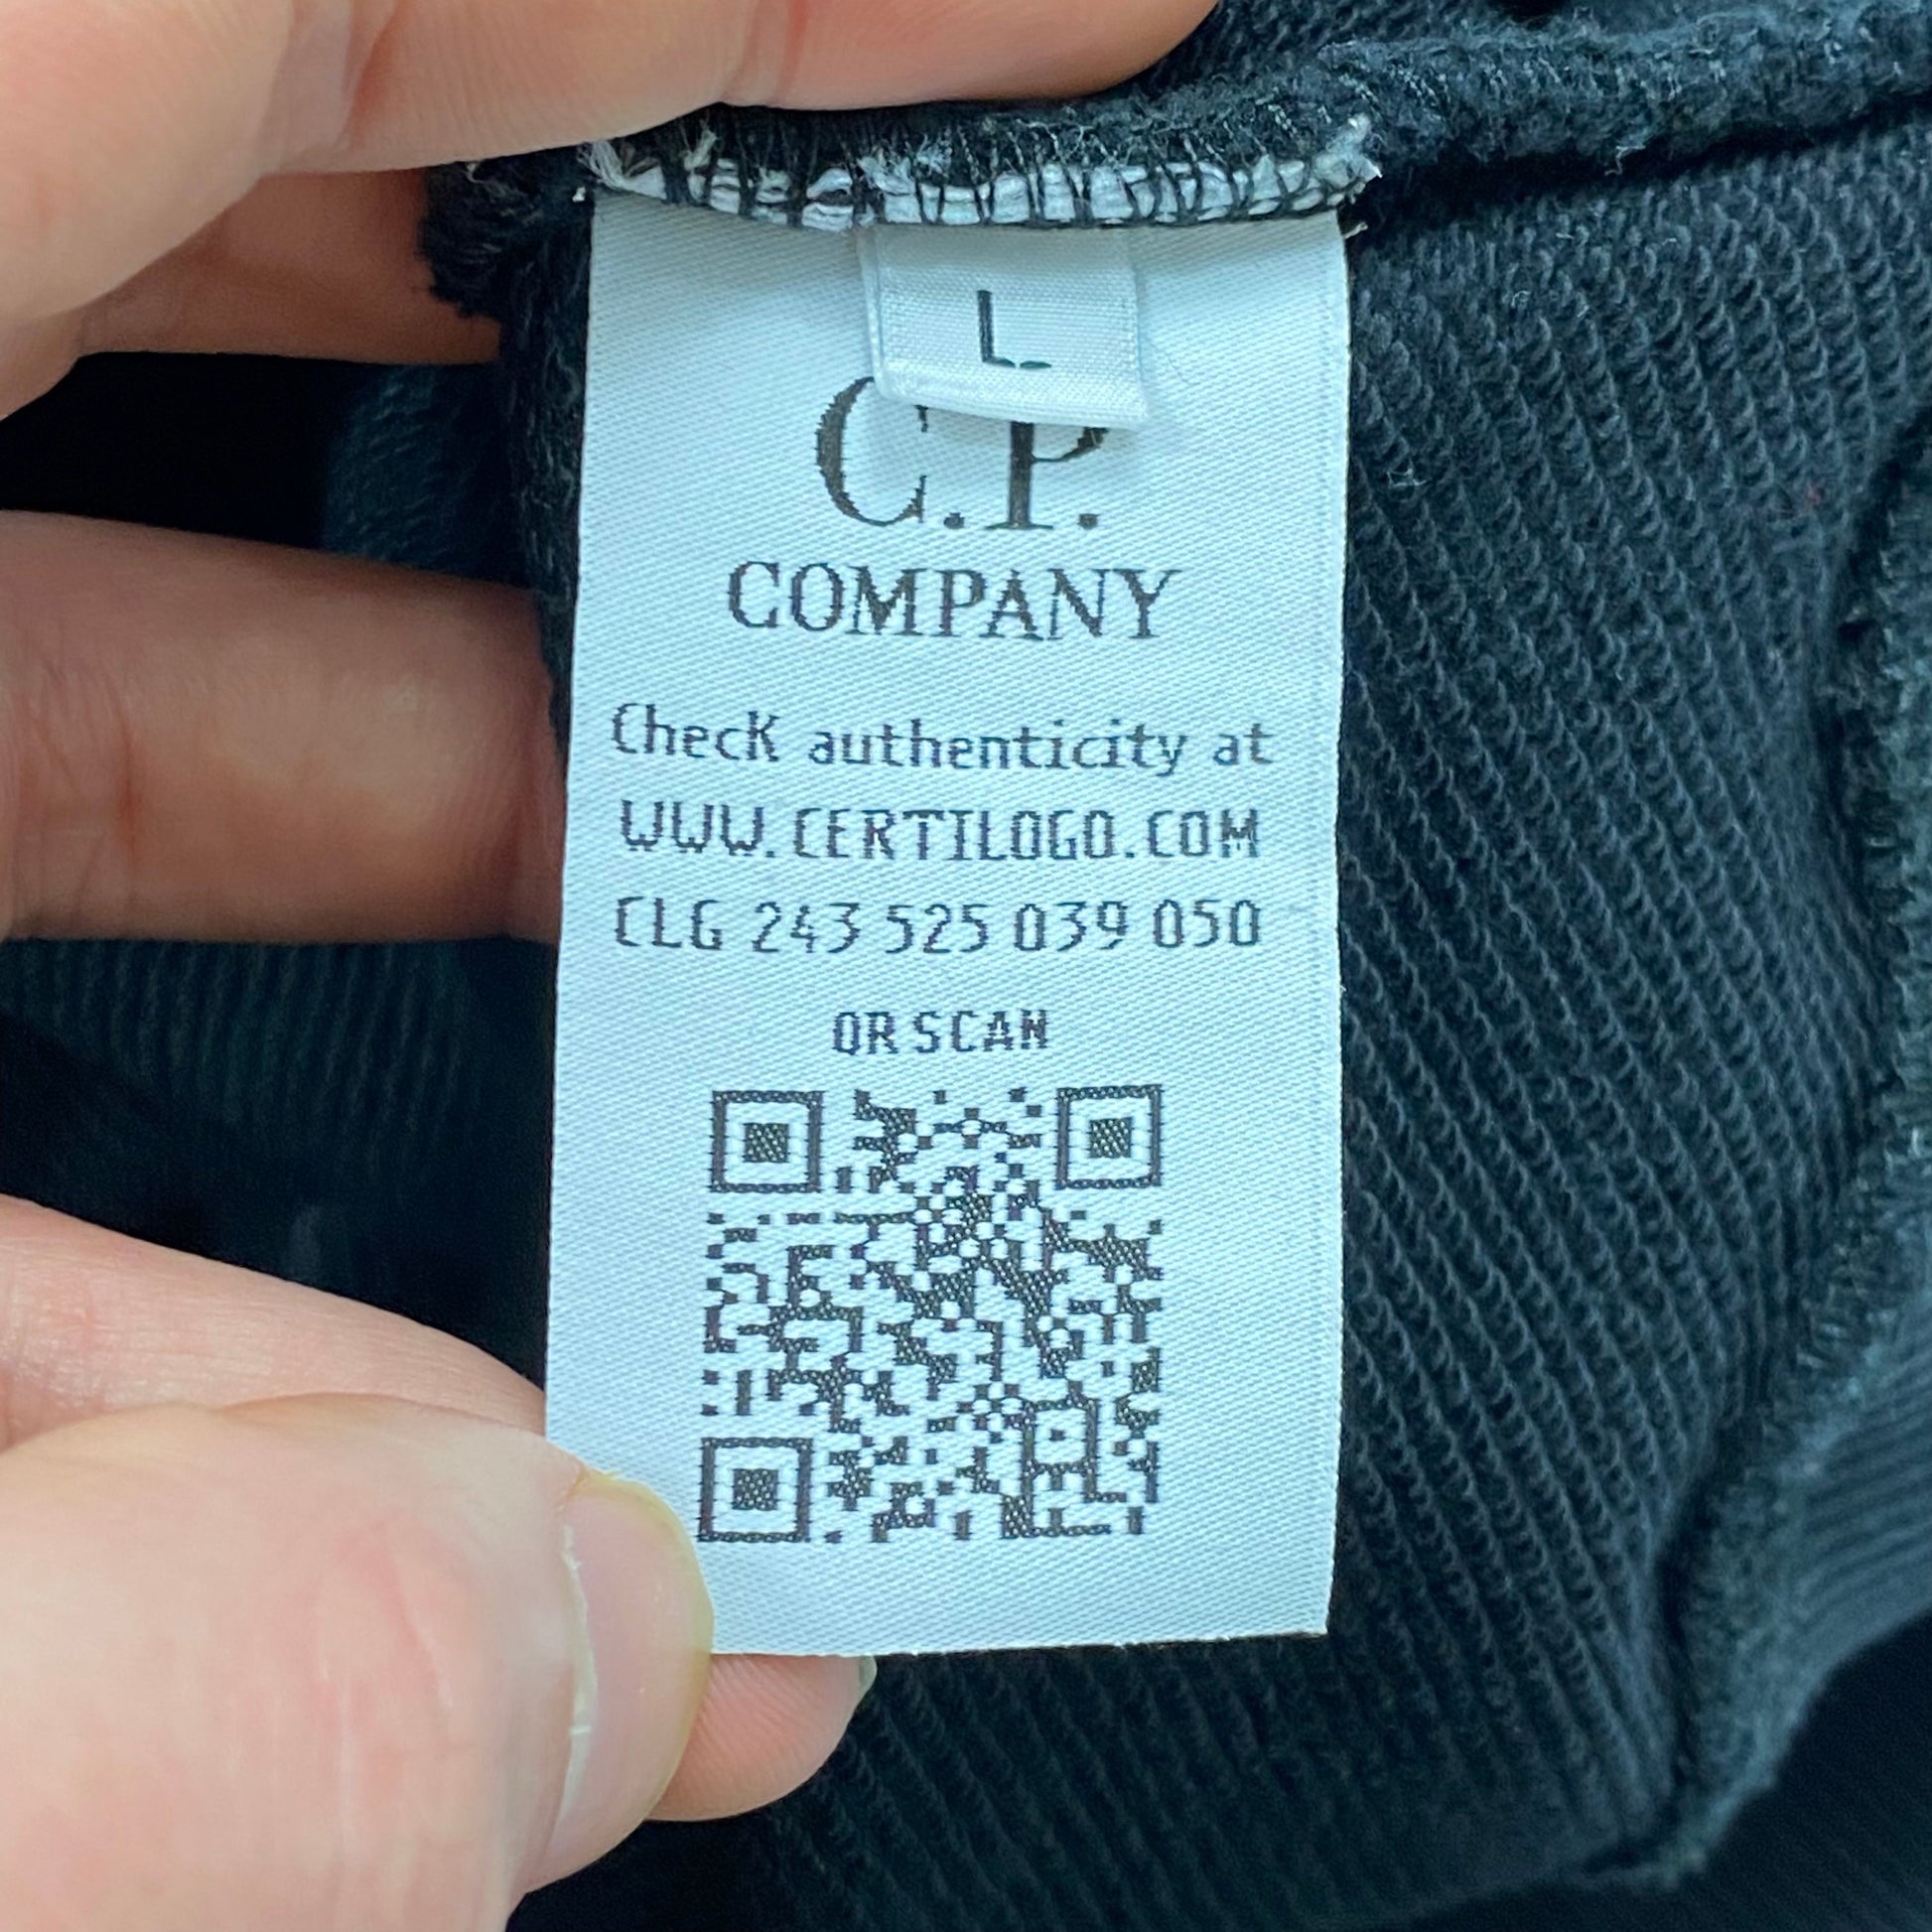 L
C.P.
COMPANY
Check authenticity at
WWW.CERTILOGO.COM
CLG 243 525 039 050
OR SCAN